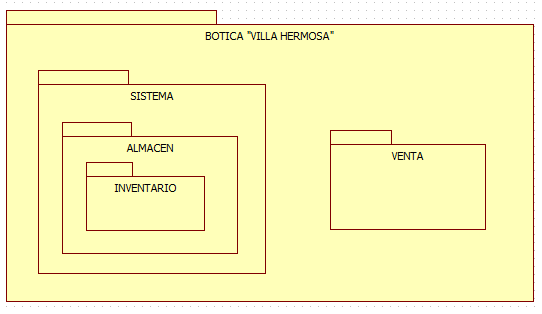 BOTICA "VILLA HERMOSA"
SISTEMA
ALMACEN
INVENTARIO
VENTA